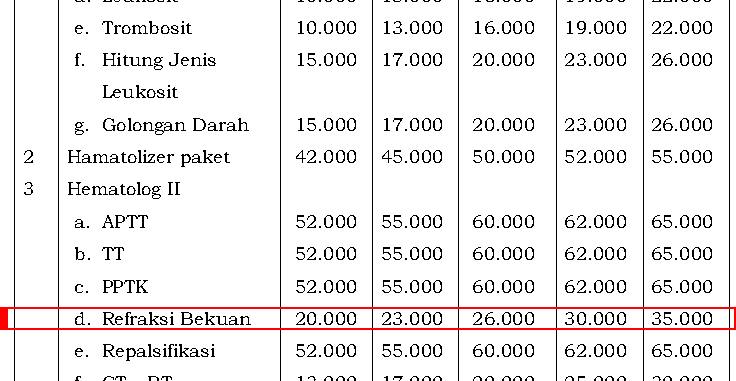 e. Trombosit 10.000 13.000 16.000 19.000 22.000
f. Hitung Jenis 15.000 17.000 20.000 23.000 26.000
Leukosit
g. Golongan Darah 15.000 17.000 20.000 23.000 26.000
2 Hamatolizer paket 42.000 45.000 50.000 52.000 55.000
3 Hematolog II
a. APTT 52.000 55.000 60.000 62.000 65.000
b. TT 52.000 55.000 60.000 62.000 65.000
c. PPTK 52.000 55.000 60.000 62.000 65.000
d. Refraksi Bekuan 20.000 23.000 26.000 30.000 35.000
e. Repalsifikasi 52.000 55.000 60.000 62.000 65.000